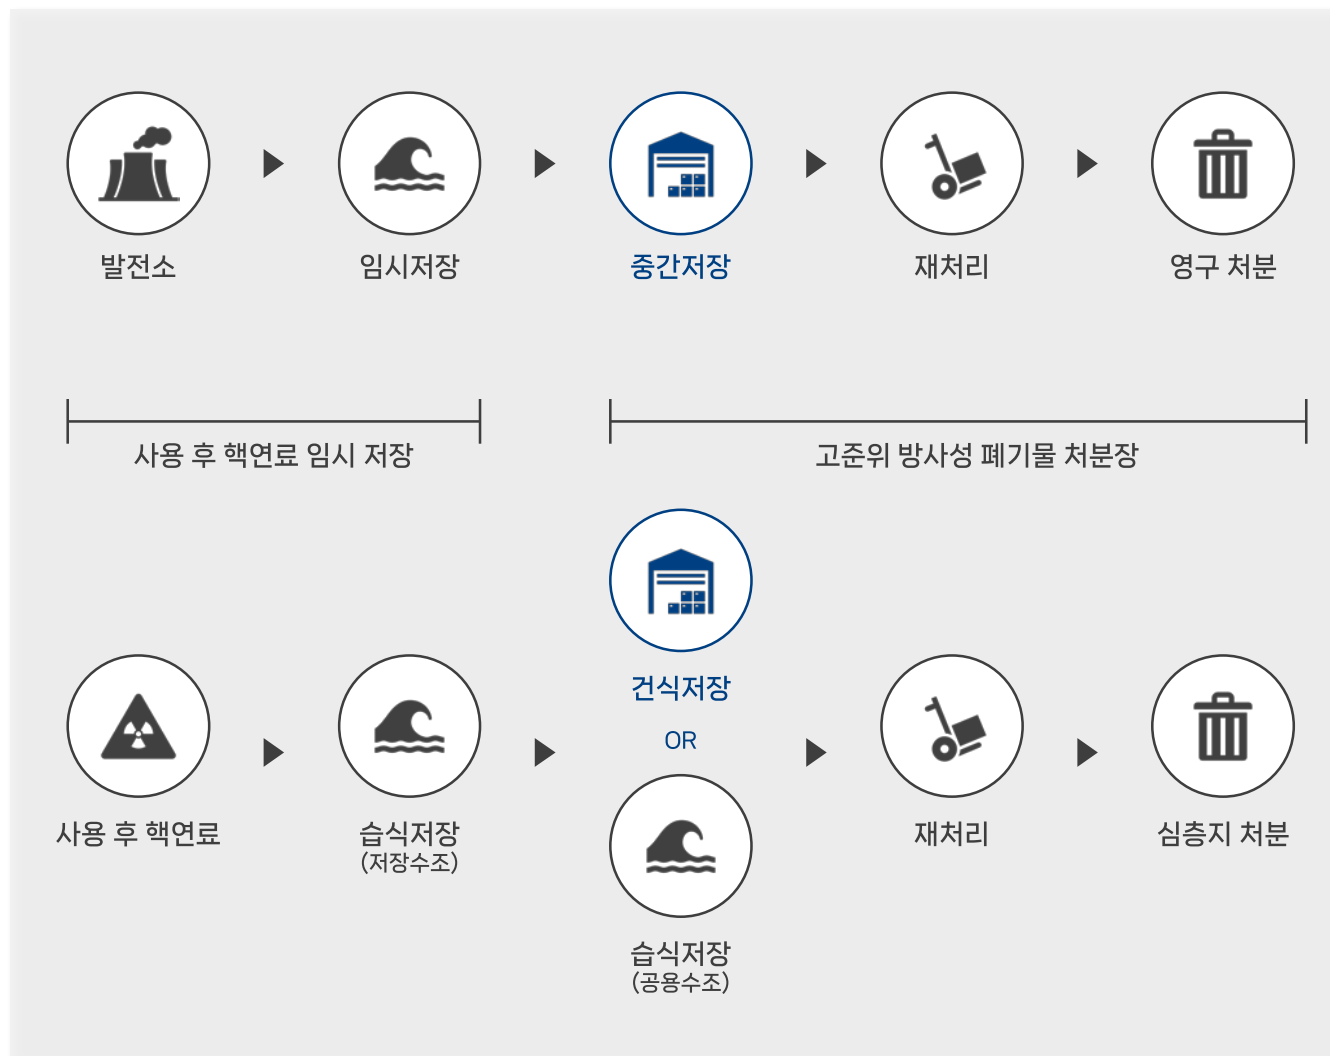 발전소
임시저장
중간저장
재처리
영구 처분
사용 후 핵연료 임시 저장
고준위 방사성 폐기물 처분장
사용 후 핵연료
습식저장
(저장수조)
건식저장
OR
습식저장
(공용수조)
재처리
심층지 처분